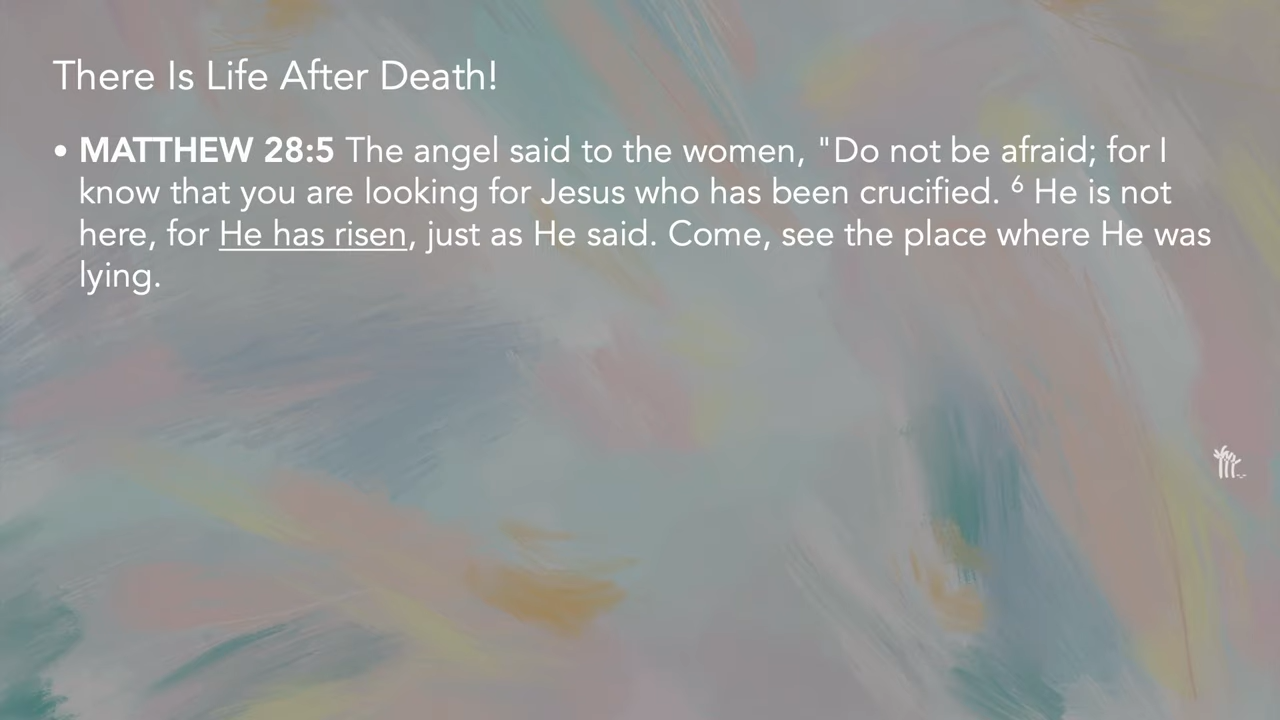 There Is Life After Death!
• MATTHEW 28:5 The angel said to the women, "Do not be afraid; for I
know that you are looking for Jesus who has been crucified. ⁶ He is not
here, for He has risen, just as He said. Come, see the place where He was
lying.